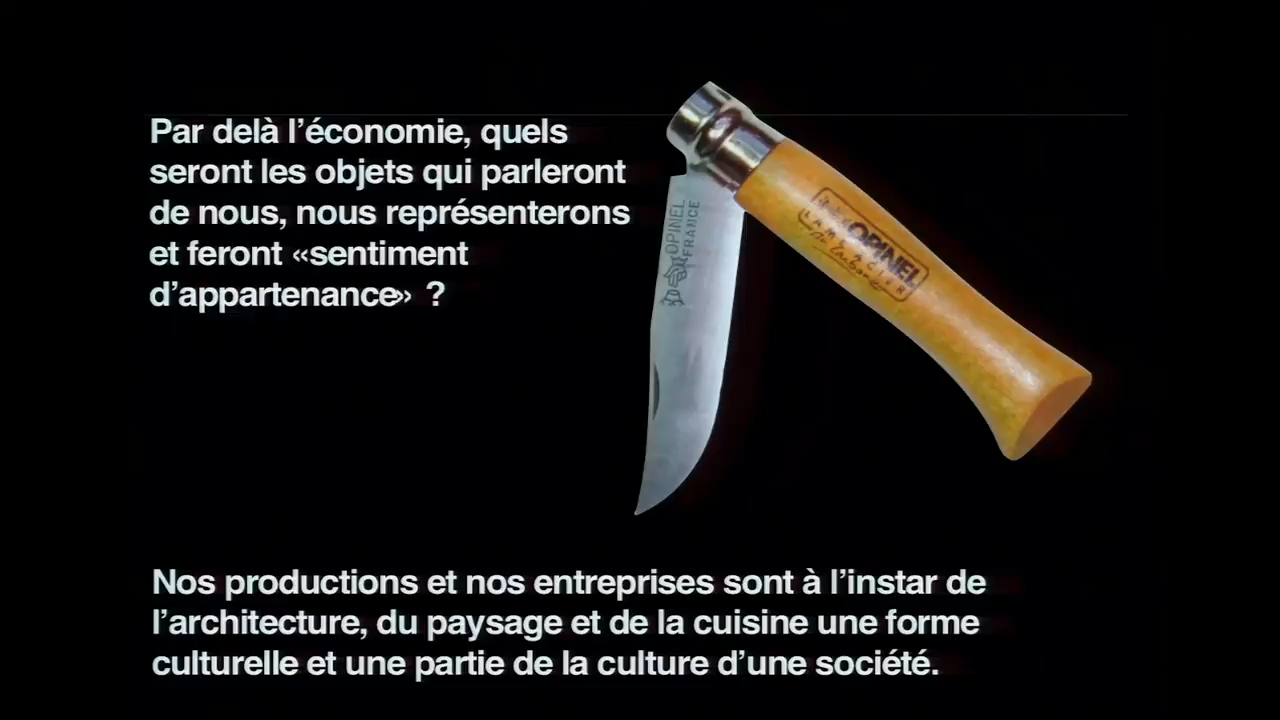 Par delà l’économie, quels
seront les objets qui parleront
de nous, nous représenterons
et feront «sentiment
d’appartenance» ?
OPINEL
FRANCE
OPINEL
Nos productions et nos entreprises sont à l’instar de
l’architecture, du paysage et de la cuisine une forme
culturelle et une partie de la culture d’une société.